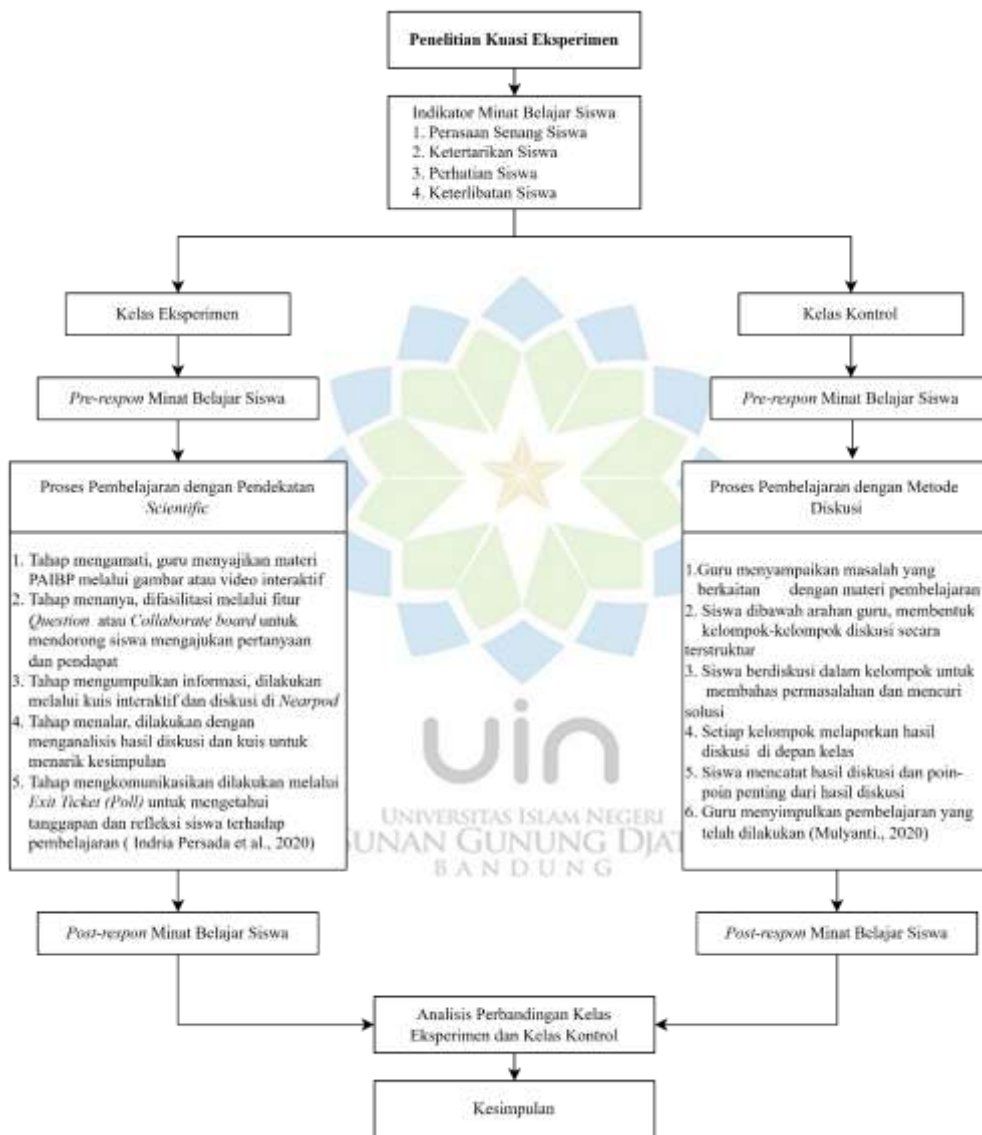 Penelitian Kuasi Eksperimen
Indikator Minat Belajar Siswa
1. Perasaan Senang Siswa
2. Ketertarikan Siswa
3. Perhatian Siswa
4. Keterlibatan Siswa
Kelas Eksperimen
Kelas Kontrol
Pre-respon Minat Belajar Siswa
Pre-respon Minat Belajar Siswa
Proses Pembelajaran dengan Pendekatan
Scientific
1. Tahap mengamati, guru menyajikan materi
PAIBP melalui gambar atau video interaktif
2. Tahap menanya, difasilitasi melalui fitur
Question atau Collaborate board untuk
mendorong siswa mengajukan pertanyaan
dan pendapat
3. Tahap mengumpulkan informasi, dilakukan
melalui kuis interaktif dan diskusi di Nearpod
4. Tahap menalar, dilakukan dengan
menganalisis hasil diskusi dan kuis untuk
menarik kesimpulan
5. Tahap mengkomunikasikan dilakukan melalui
Exit Ticket (Poll) untuk mengetahui
tanggapan dan refleksi siswa terhadap
pembelajaran ( Indria Persada et al., 2020)
Proses Pembelajaran dengan Metode
Diskusi
1.Guru menyampaikan masalah yang
berkaitan dengan materi pembelajaran
2. Siswa dibawah arahan guru, membentuk
kelompok-kelompok diskusi secara
terstruktur
3. Siswa berdiskusi dalam kelompok untuk
membahas permasalahan dan mencari
solusi
4. Setiap kelompok melaporkan hasil
diskusi di depan kelas
5. Siswa mencatat hasil diskusi dan poin-
poin penting dari hasil diskusi
6. Guru menyimpulkan pembelajaran yang
telah dilakukan (Mulyanti., 2020)
uin
UNIVERSITAS ISLAM NEGERI
SUNAN GUNUNG DJATI
BANDUNG
Post-respon Minat Belajar Siswa
Post-respon Minat Belajar Siswa
Analisis Perbandingan Kelas
Eksperimen dan Kelas Kontrol
Kesimpulan